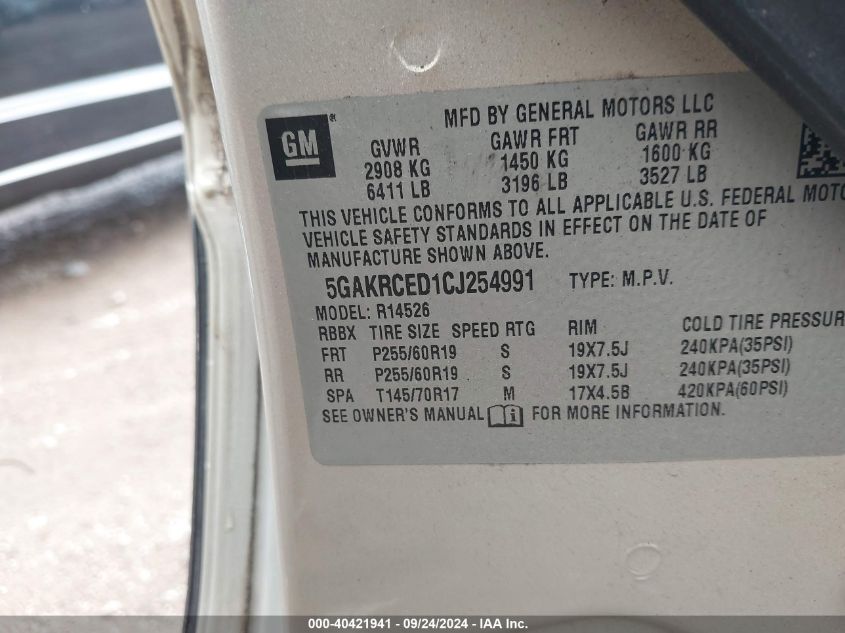 MFD BY GENERAL MOTORS LLC
GM
GVWR GAWR FRT GAWR RR
2908 KG 1450 KG 1600 KG
6411 LB 3196 LB 3527 LB
THIS VEHICLE CONFORMS TO ALL APPLICABLE U.S. FEDERAL MOTO
VEHICLE SAFETY STANDARDS IN EFFECT ON THE DATE OF
MANUFACTURE SHOWN ABOVE.
5GAKRCED1CJ254991 TYPE: M.P.V.
MODEL: R14526
RBBX TIRE SIZE SPEED RTG RIM COLD TIRE PRESSUR
FRT P255/60R19 S 19X7.5J 240KPA(35PSI)
RR P255/60R19 S 19X7.5J 240KPA(35PSI)
SPA T145/70R17 M 17X4.5B 420KPA(60PSI)
SEE OWNER'S MANUAL FOR MORE INFORMATION.
000-40421941 - 09/24/2024 - IAA Inc.